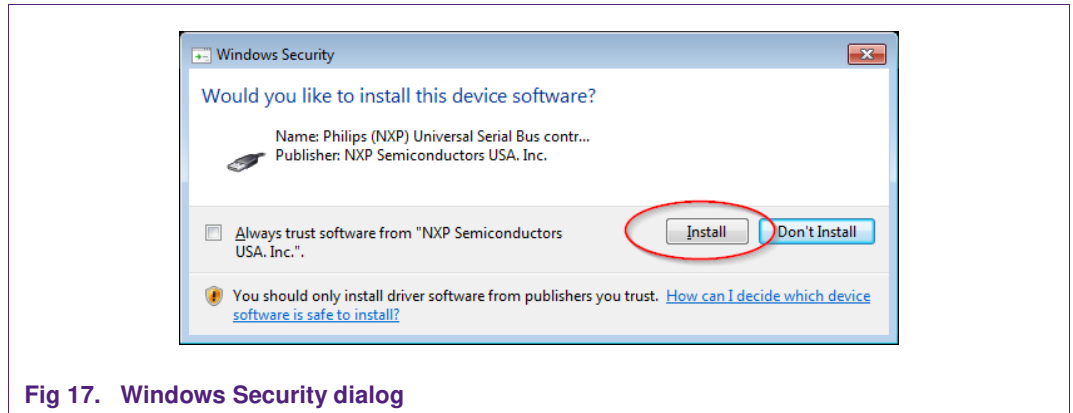 Windows Security
Would you like to install this device software?
Name: Philips (NXP) Universal Serial Bus contr...
Publisher: NXP Semiconductors USA. Inc.
Always trust software from "NXP Semiconductors
USA. Inc.".
Install
Don't Install
You should only install driver software from publishers you trust. How can I decide which device
software is safe to install?
Fig 17. Windows Security dialog